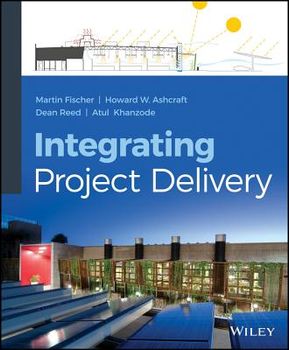 Martin Fischer | Howard W. Ashcraft
Dean Reed | Atul Khanzode
Integrating
Project Delivery
WILEY